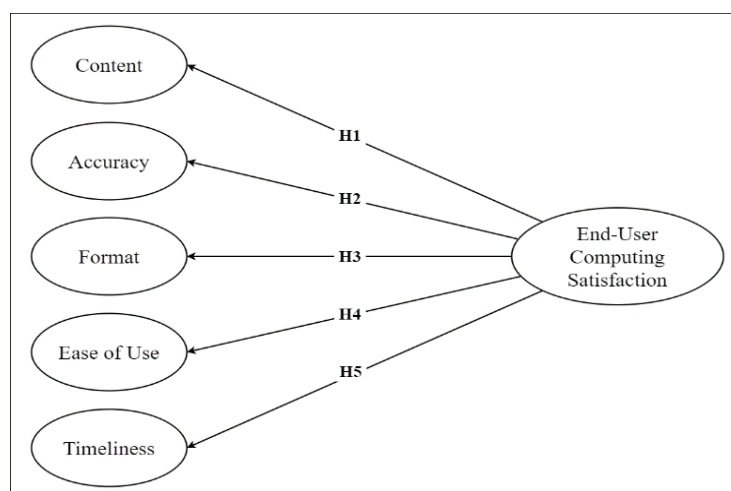 Content
H1
Accuracy
H2
Format
H3
End-User
Computing
Satisfaction
H4
Ease of Use
H5
Timeliness